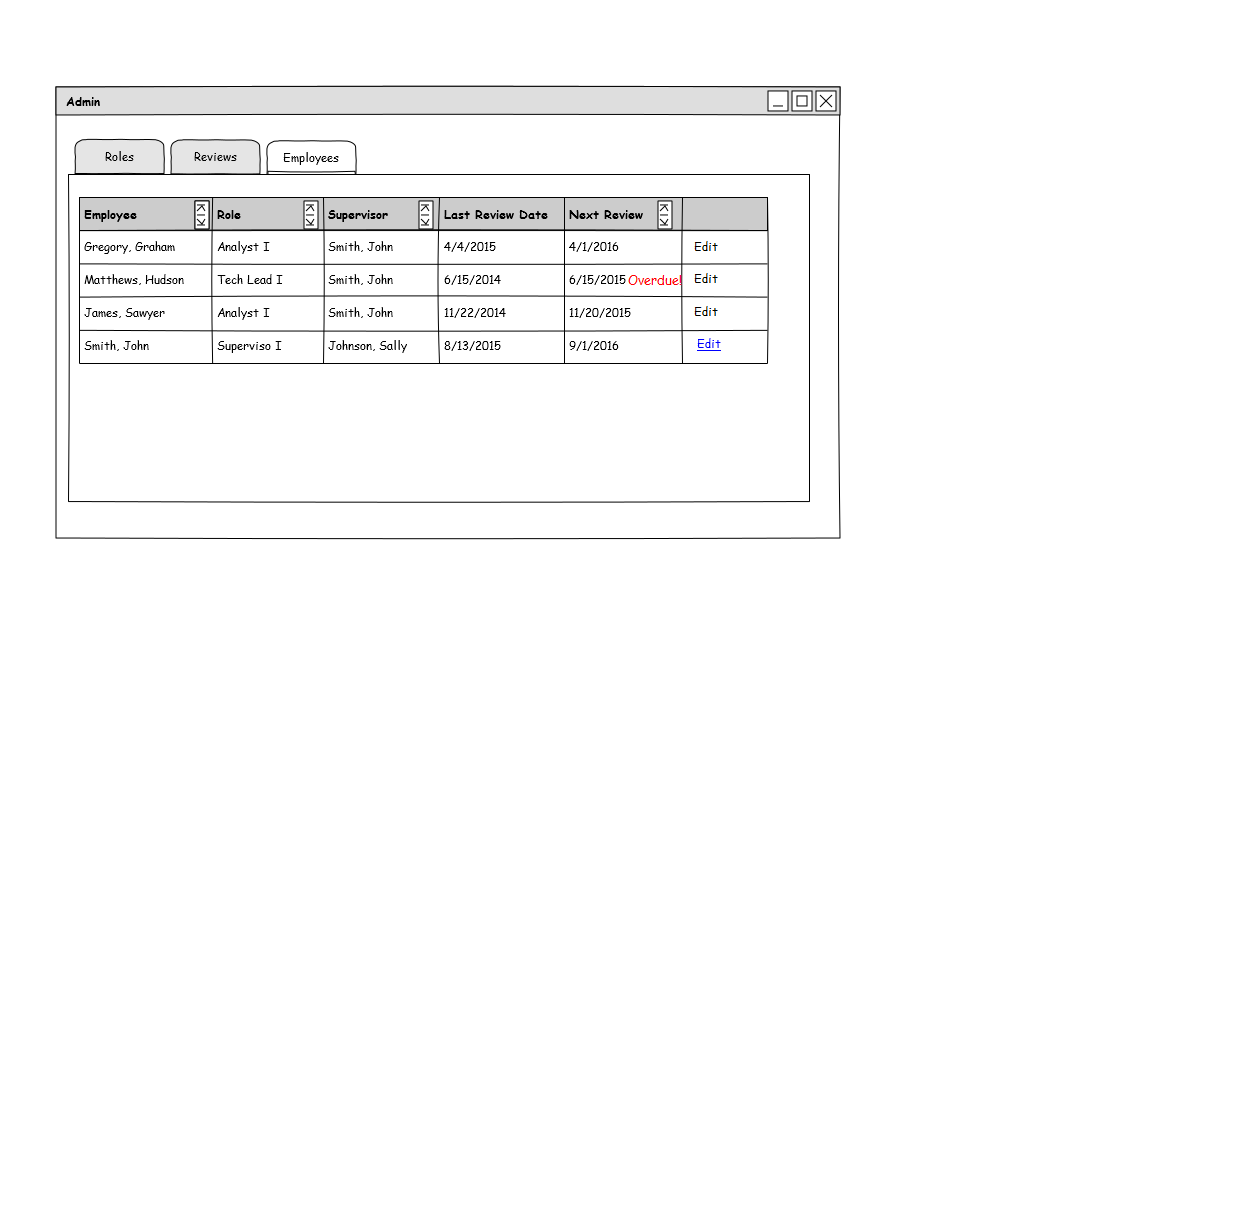 Admin
Roles Reviews Employees
Employee Role Supervisor Last Review Date Next Review
Gregory, Graham Analyst I Smith, John 4/4/2015 4/1/2016 Edit
Matthews, Hudson Tech Lead I Smith, John 6/15/2014 6/15/2015 Overdue! Edit
James, Sawyer Analyst I Smith, John 11/22/2014 11/20/2015 Edit
Smith, John Superviso I Johnson, Sally 8/13/2015 9/1/2016 Edit